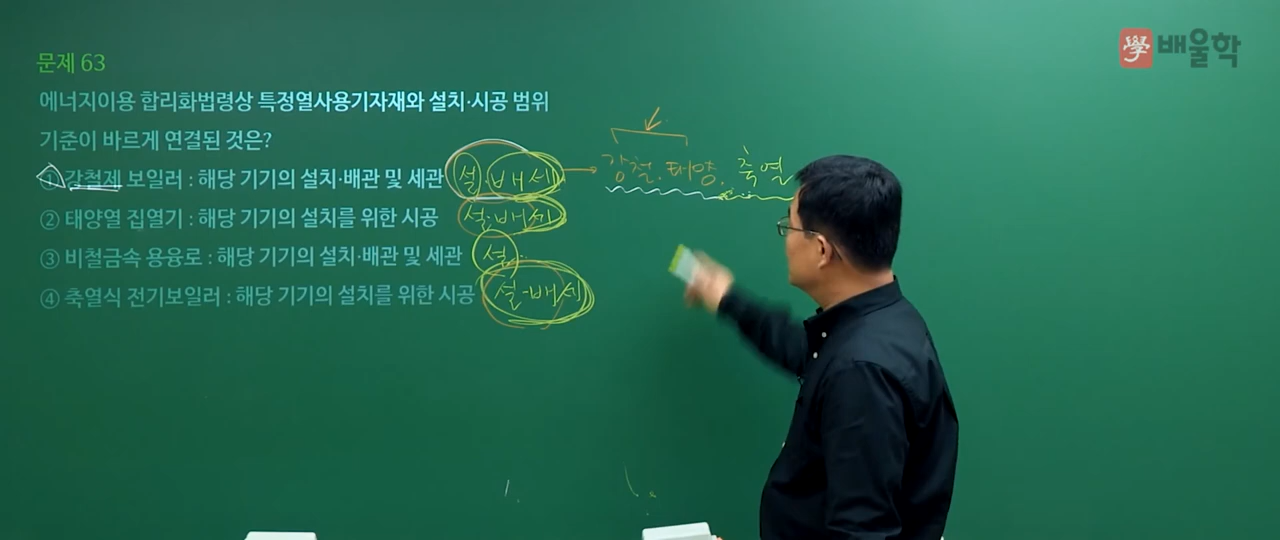 學 배울학
문제 63
에너지이용 합리화법령상 특정열사용기자재와 설치·시공 범위
기준이 바르게 연결된 것은?
① 강철제 보일러 : 해당 기기의 설치·배관 및 세관 설·배세 → 강철. 태양. 축열
② 태양열 집열기 : 해당 기기의 설치를 위한 시공 설·배세
③ 비철금속 용융로 : 해당 기기의 설치·배관 및 세관 설
④ 축열식 전기보일러 : 해당 기기의 설치를 위한 시공 설·배세